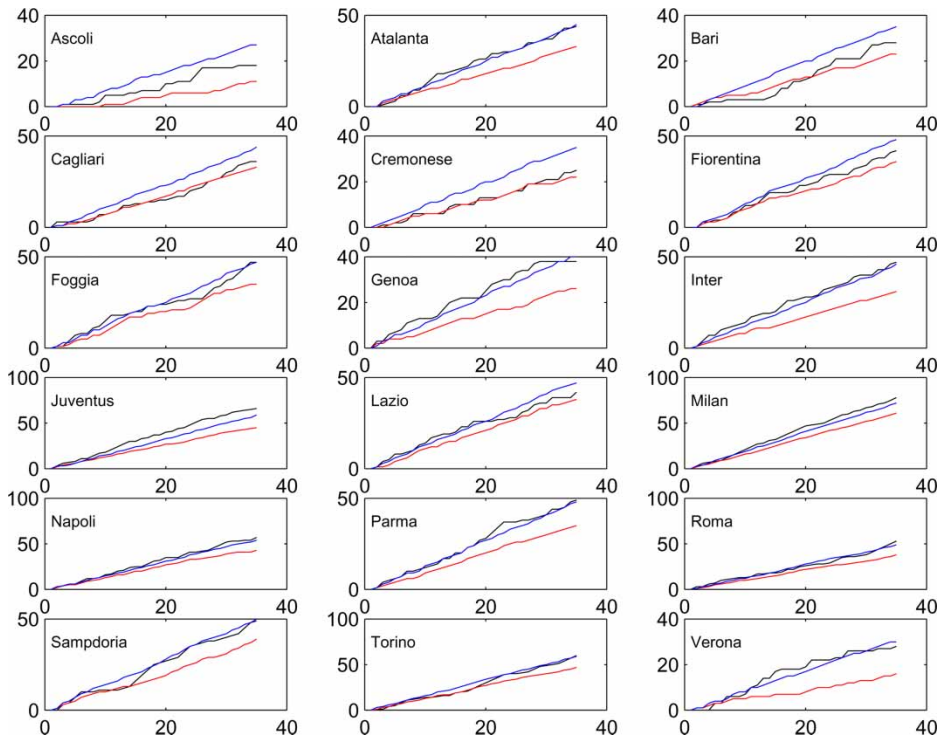 40
20
0
0 20 40
Ascoli
50
0
0 20 40
Atalanta
40
20
0
0 20 40
Bari
50
0
0 20 40
Cagliari
40
20
0
0 20 40
Cremonese
50
0
0 20 40
Fiorentina
50
0
0 20 40
Foggia
40
20
0
0 20 40
Genoa
50
0
0 20 40
Inter
100
50
0
0 20 40
Juventus
50
0
0 20 40
Lazio
100
50
0
0 20 40
Milan
100
50
0
0 20 40
Napoli
50
0
0 20 40
Parma
100
50
0
0 20 40
Roma
50
0
0 20 40
Sampdoria
100
50
0
0 20 40
Torino
40
20
0
0 20 40
Verona